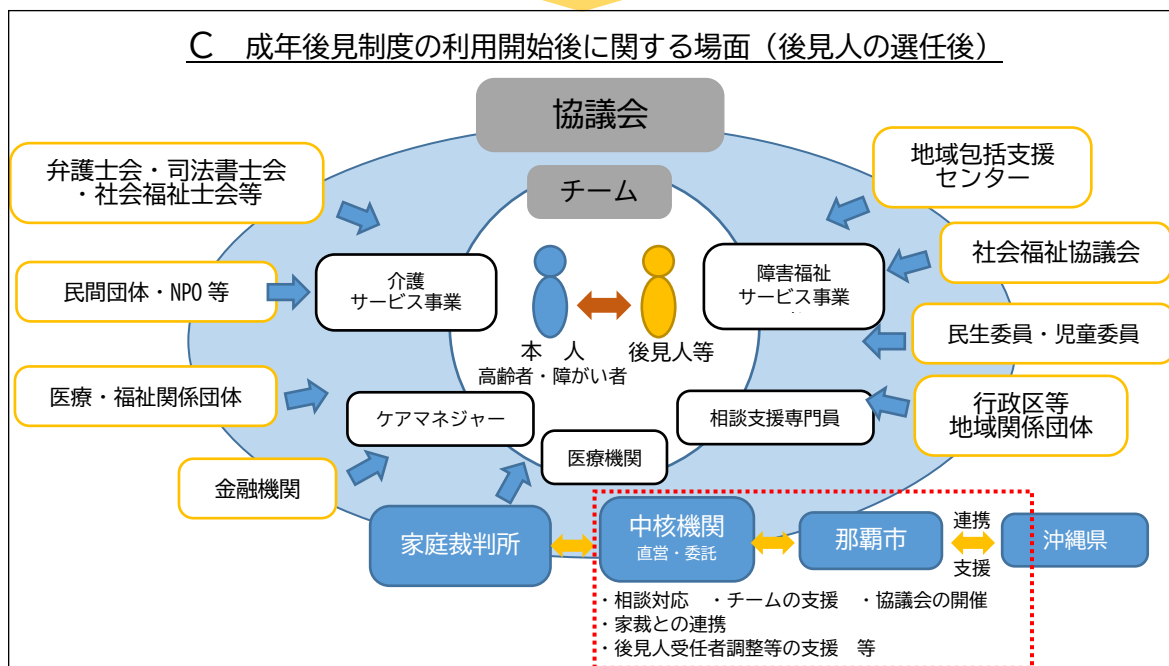 C　成年後見制度の利用開始後に関する場面（後見人の選任後）
協議会
チーム
弁護士会・司法書士会
・社会福祉士会等
民間団体・NPO 等
医療・福祉関係団体
金融機関
地域包括支援
センター
社会福祉協議会
民生委員・児童委員
行政区等
地域関係団体
介護
サービス事業
障害福祉
サービス事業
本　人
高齢者・障がい者
後見人等
ケアマネジャー
医療機関
相談支援専門員
家庭裁判所
中核機関
直営・委託
那覇市
連携
支援
沖縄県
・相談対応　・チームの支援　・協議会の開催
・家裁との連携
・後見人受任者調整等の支援　等